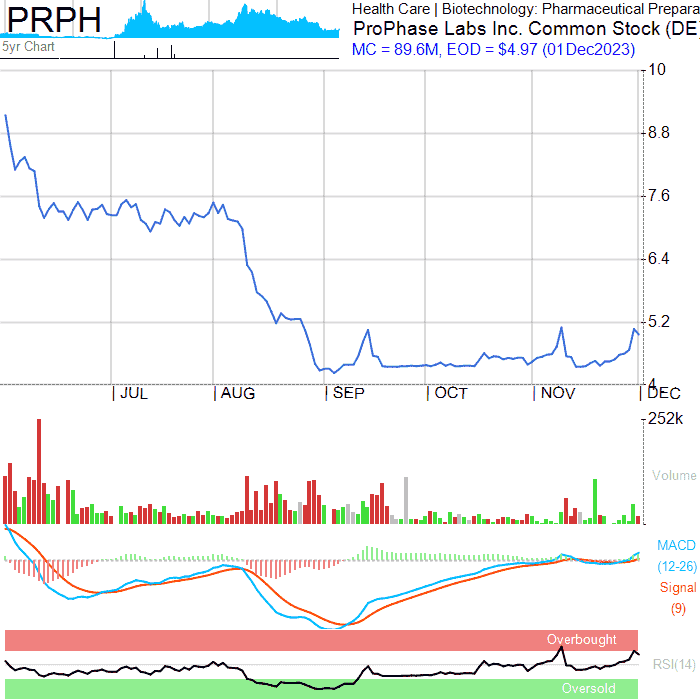 PRPH
5yr Chart
Health Care | Biotechnology: Pharmaceutical Prepara
ProPhase Labs Inc. Common Stock (DE
MC = 89.6M, EOD = $4.97 (01Dec2023)
10
8.8
7.6
6.4
5.2
4
| JUL | AUG | SEP | OCT | NOV | DEC
252k
Volume
MACD
(12-26)
Signal
(9)
Overbought
RSI(14)
Oversold